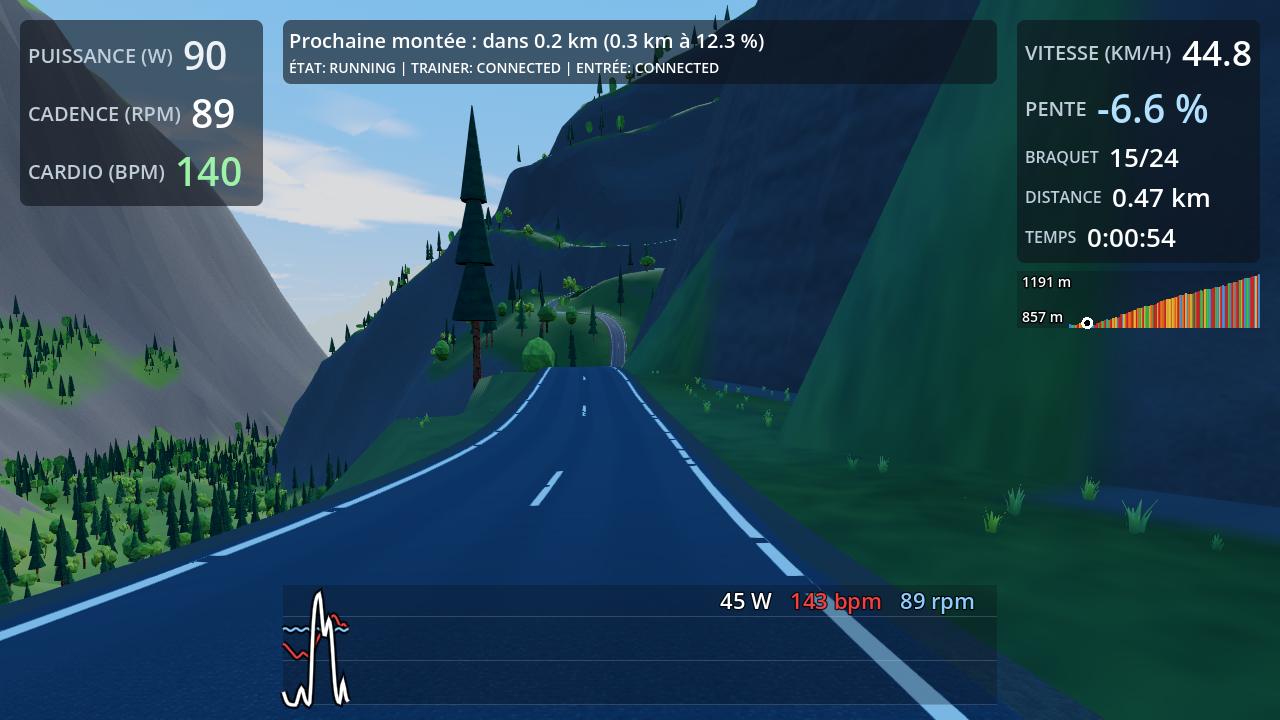 PUISSANCE (W) 90
CADENCE (RPM) 89
CARDIO (BPM) 140
Prochaine montée : dans 0.2 km (0.3 km à 12.3 %)
ÉTAT: RUNNING | TRAINER: CONNECTED | ENTRÉE: CONNECTED
VITESSE (KM/H) 44.8
PENTE -6.6 %
BRAQUET 15/24
DISTANCE 0.47 km
TEMPS 0:00:54
1191 m
857 m
45 W 143 bpm 89 rpm